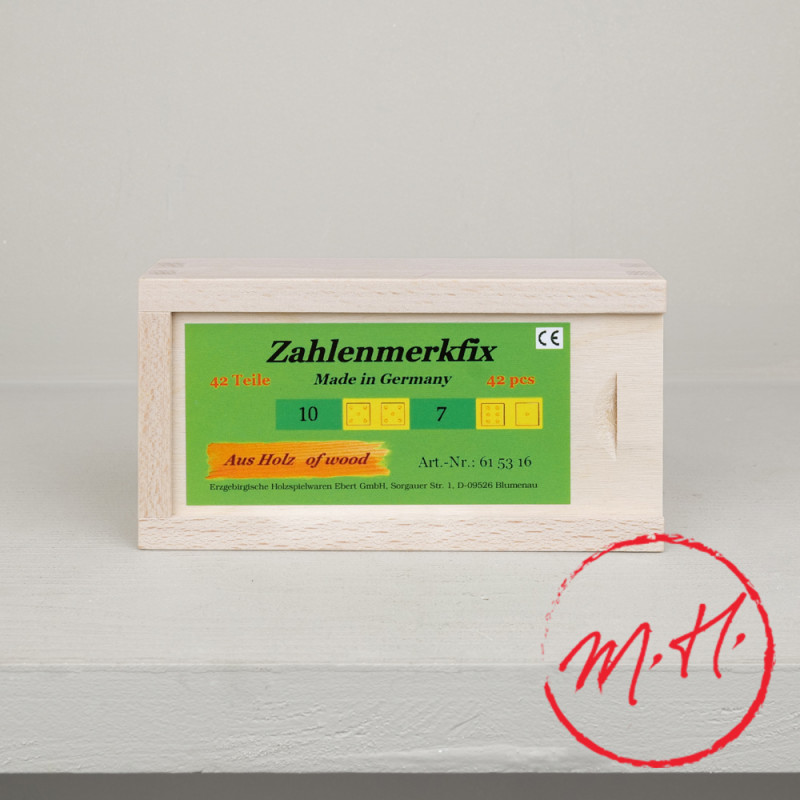 Zahlenmerkfix
CE
42 Teile Made in Germany 42 pcs
10 7
Aus Holz of wood
Art.-Nr.: 61 53 16
Erzgebirgische Holzspielwaren Ebert GmbH, Sorgauer Str. 1, D-09526 Blumenau
M. H.